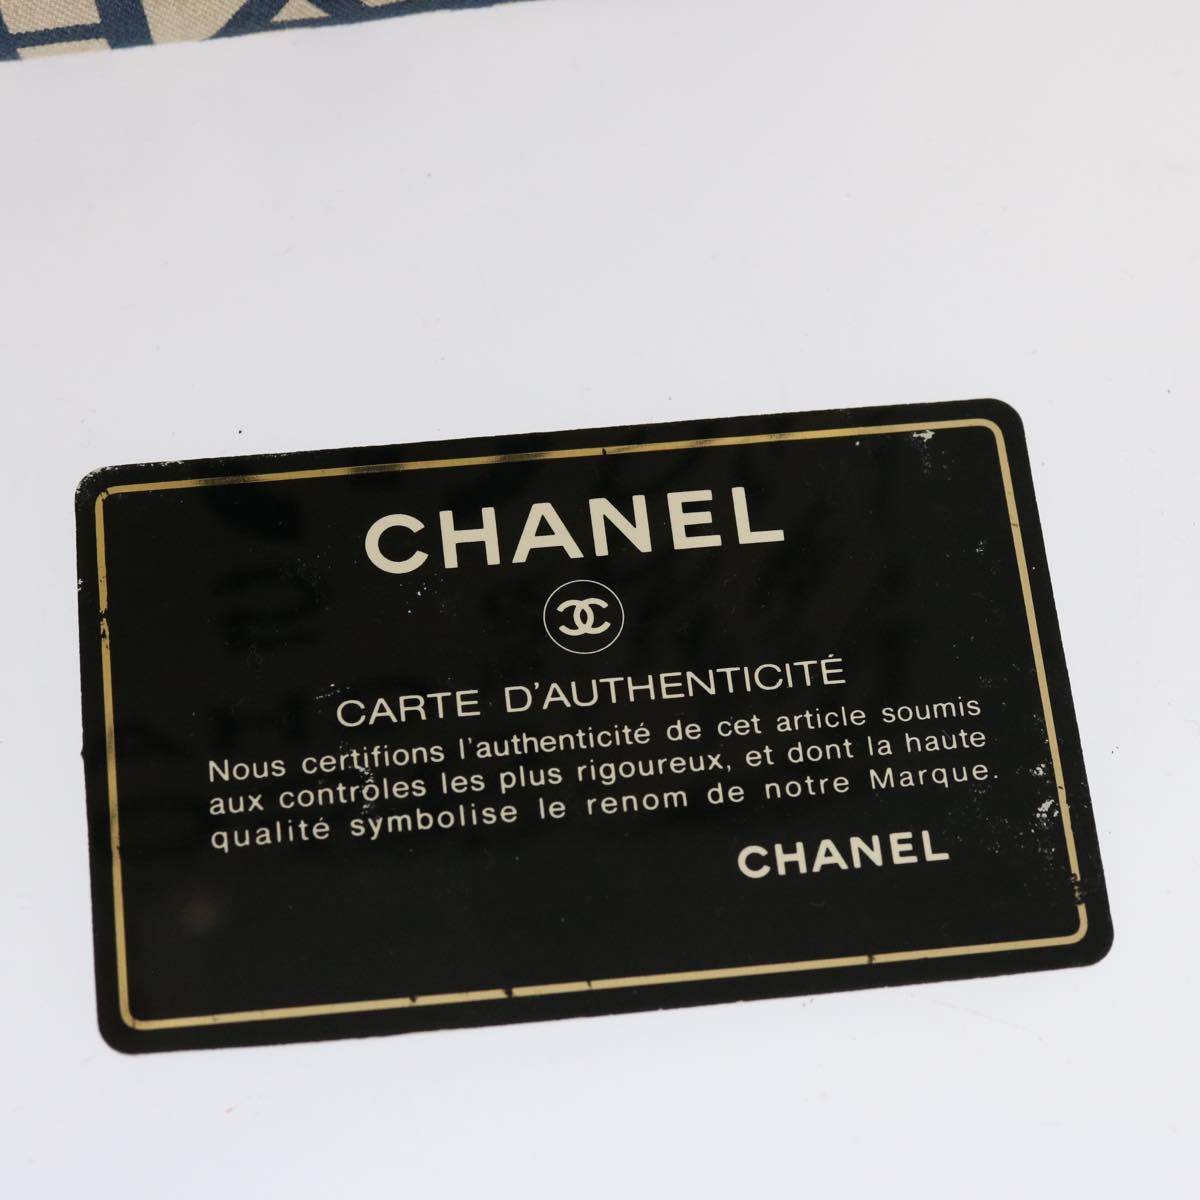 CHANEL
CARTE D'AUTHENTICITÉ
Nous certifions l'authenticité de cet article soumis
aux contrôles les plus rigoureux, et dont la haute
qualité symbolise le renom de notre Marque.
CHANEL